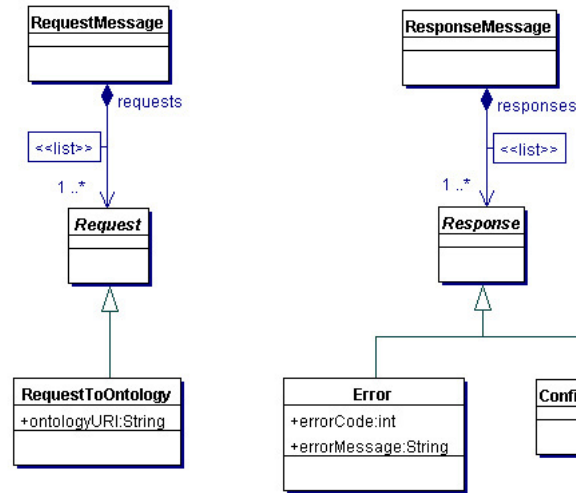 RequestMessage
requests
<<list>>
1 ..*
Request
RequestToOntology
+ontologyURI:String
ResponseMessage
responses
<<list>>
1 ..*
Response
Error
+errorCode:int
+errorMessage:String